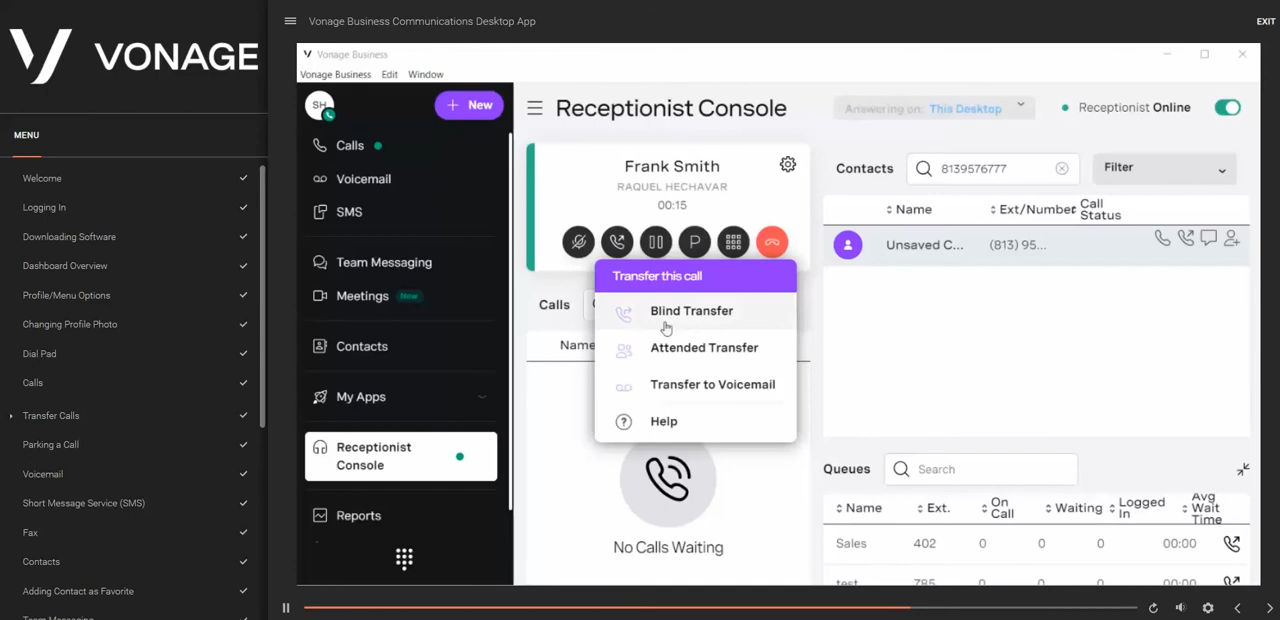 VONAGE
MENU
Welcome
Logging In
Downloading Software
Dashboard Overview
Profile/Menu Options
Changing Profile Photo
Dial Pad
Calls
Transfer Calls
Parking a Call
Voicemail
Short Message Service (SMS)
Fax
Contacts
Adding Contact as Favorite
Team Messaging
Vonage Business Communications Desktop App
EXIT
Vonage Business
Vonage Business Edit Window
SH
+ New
Calls
Voicemail
SMS
Team Messaging
Meetings New
Contacts
My Apps
Receptionist
Console
Reports
Receptionist Console
Answering on: This Desktop
Receptionist Online
Frank Smith
RAQUEL HECHAVAR
00:15
P
Transfer this call
Blind Transfer
Attended Transfer
Transfer to Voicemail
? Help
Calls
Name
No Calls Waiting
Contacts
8139576777
Filter
Name
Ext/Number
Call
Status
Unsaved C... (813) 95...
Queues
Search
Name
Ext.
On
Call
Waiting
Logged
In
Avg
Wait
Time
Sales 402 0 0 0 00:00
test 785